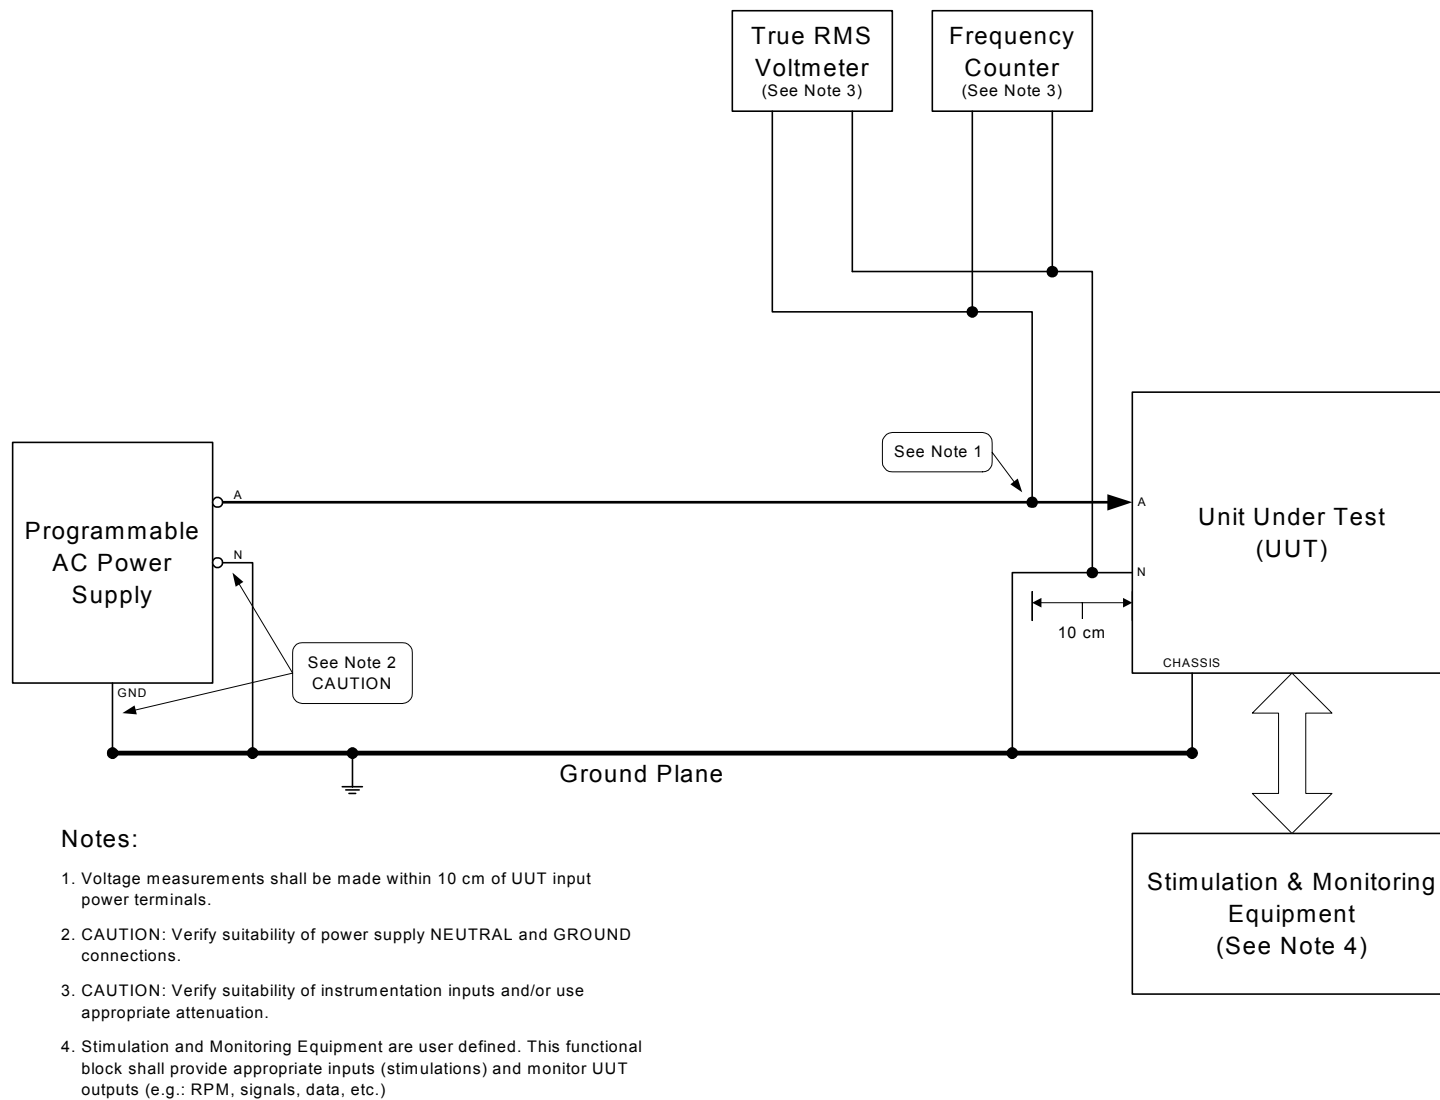 True RMS
Voltmeter
(See Note 3)
Frequency
Counter
(See Note 3)
See Note 1
A
A
Programmable
AC Power
Supply
N
Unit Under Test
(UUT)
N
10 cm
See Note 2
CAUTION
CHASSIS
GND
Ground Plane
Stimulation & Monitoring
Equipment
(See Note 4)
Notes:
1. Voltage measurements shall be made within 10 cm of UUT input
power terminals.
2. CAUTION: Verify suitability of power supply NEUTRAL and GROUND
connections.
3. CAUTION: Verify suitability of instrumentation inputs and/or use
appropriate attenuation.
4. Stimulation and Monitoring Equipment are user defined. This functional
block shall provide appropriate inputs (stimulations) and monitor UUT
outputs (e.g.: RPM, signals, data, etc.)